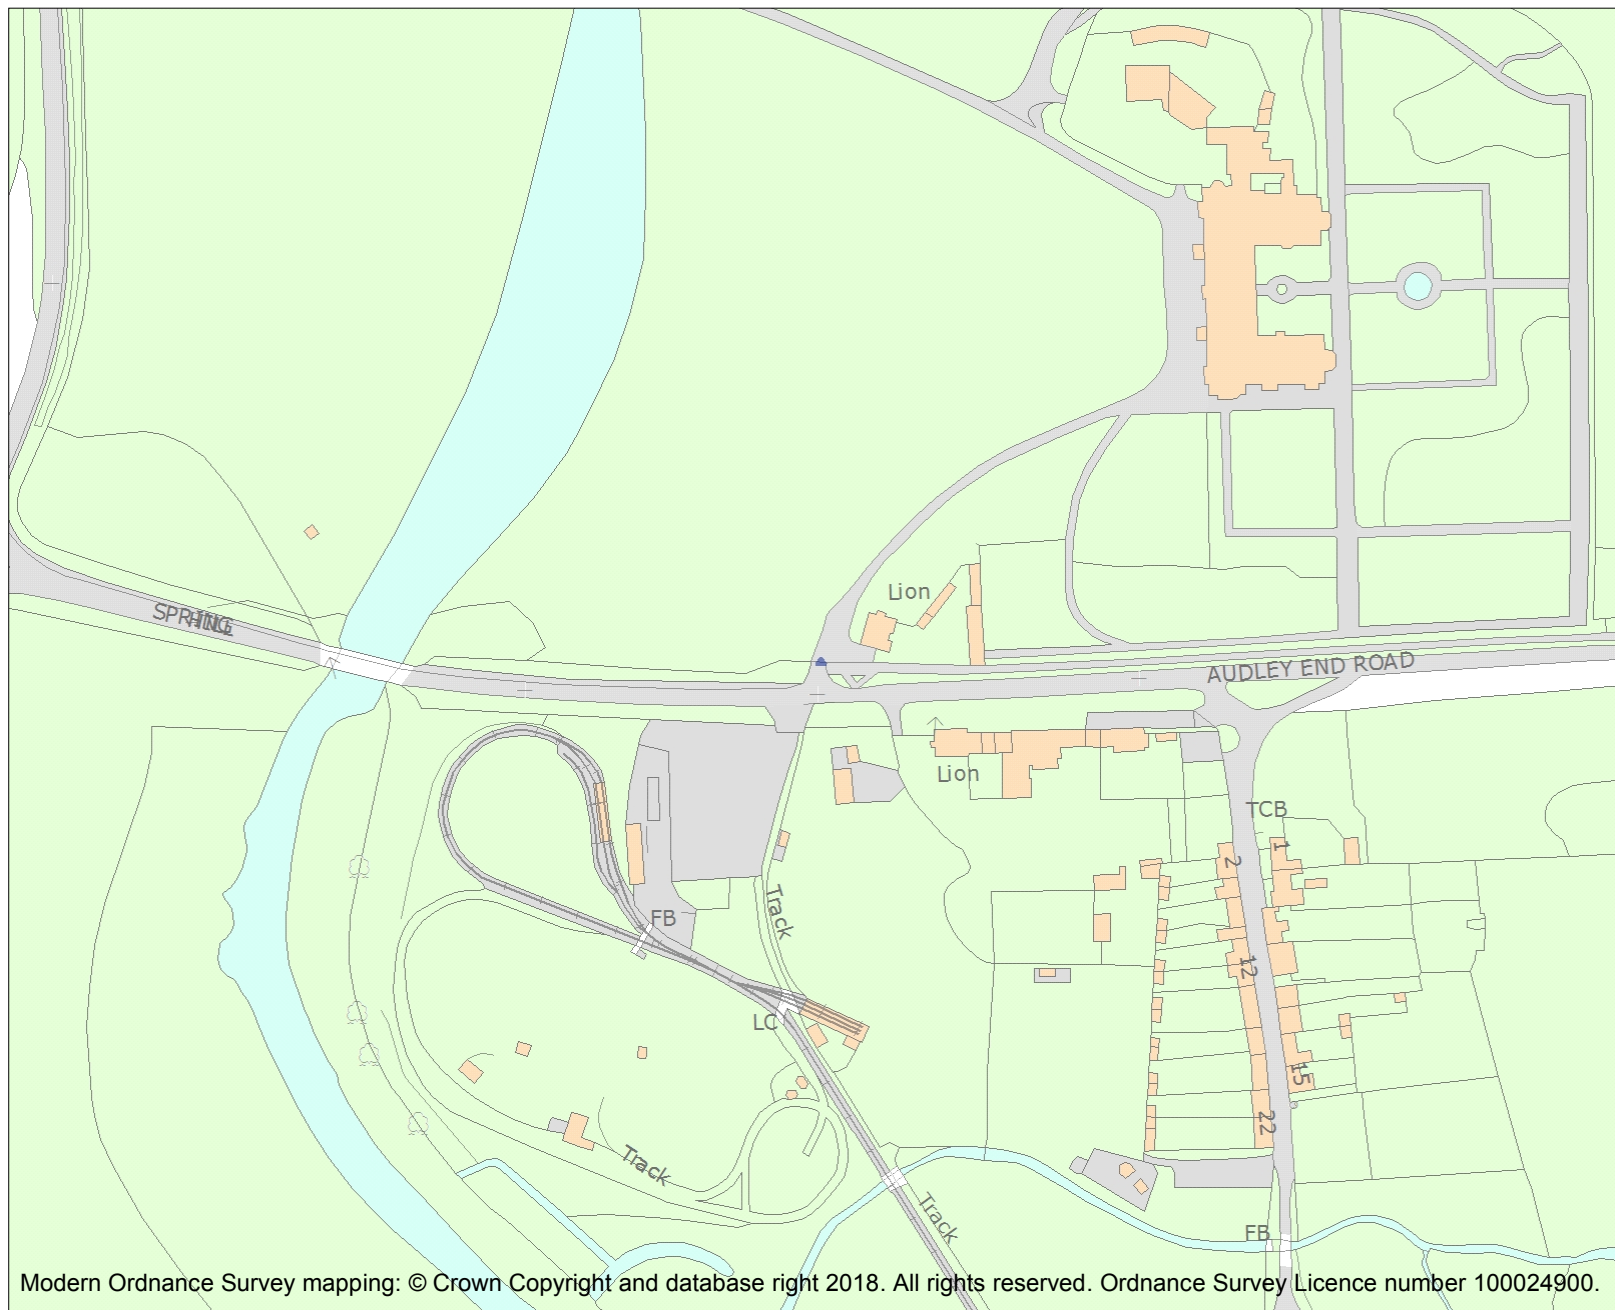 Lion
SPRING
HILL
AUDLEY END ROAD
Lion
TCB
1
2
Track
FB
12
LC
15
22
Track
Track
FB
Modern Ordnance Survey mapping: © Crown Copyright and database right 2018. All rights reserved. Ordnance Survey Licence number 100024900.